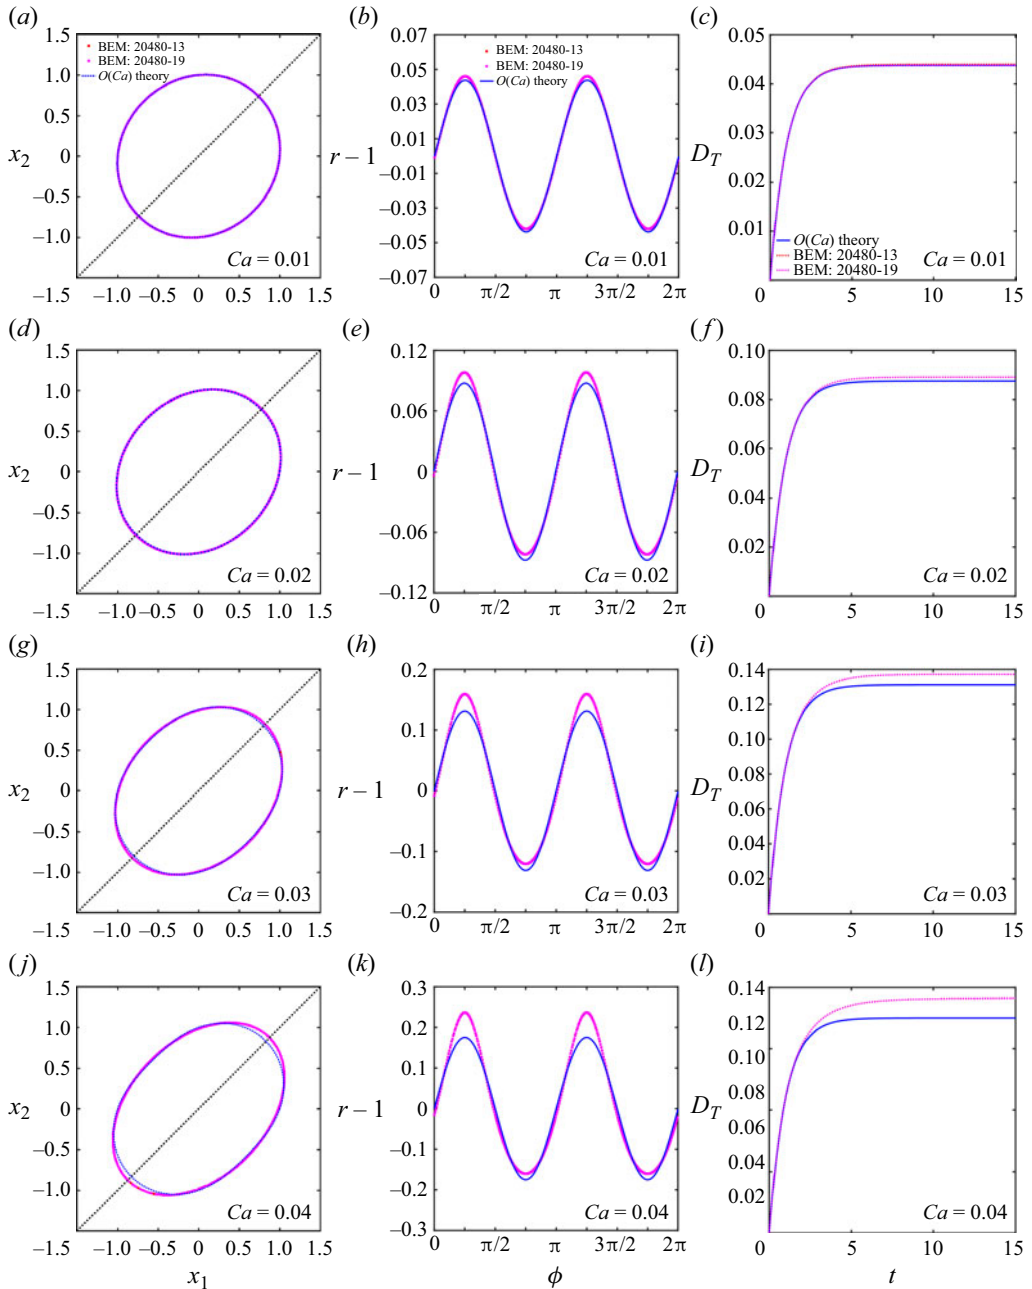 (a)
1.5
1.0
0.5
x2
0
–0.5
–1.0
–1.5
–1.0
–0.5
0
0.5
1.0
1.5
BEM: 20480-13
BEM: 20480-19
O(Ca) theory
Ca = 0.01
(b)
0.07
0.05
0.03
0.01
r – 1
–0.01
–0.03
–0.05
–0.07
0
π/2
π
3π/2
2π
BEM: 20480-13
BEM: 20480-19
O(Ca) theory
Ca = 0.01
(c)
0.05
0.04
0.03
DT
0.02
0.01
0
5
10
15
O(Ca) theory
BEM: 20480-13
BEM: 20480-19
Ca = 0.01
(d)
1.5
1.0
0.5
x2
0
–0.5
–1.0
–1.5
–1.0
–0.5
0
0.5
1.0
1.5
Ca = 0.02
(e)
0.12
0.06
r – 1
0
–0.06
–0.12
0
π/2
π
3π/2
2π
Ca = 0.02
(f)
0.10
0.08
0.06
DT
0.04
0.02
0
5
10
15
Ca = 0.02
(g)
1.5
1.0
0.5
x2
0
–0.5
–1.0
–1.5
–1.0
–0.5
0
0.5
1.0
1.5
Ca = 0.03
(h)
0.2
0.1
r – 1
0
–0.1
–0.2
0
π/2
π
3π/2
2π
Ca = 0.03
(i)
0.14
0.12
0.10
0.08
DT
0.06
0.04
0.02
0
5
10
15
Ca = 0.03
(j)
1.5
1.0
0.5
x2
0
–0.5
–1.0
–1.5
–1.0
–0.5
0
0.5
1.0
1.5
Ca = 0.04
x1
(k)
0.3
0.2
0.1
r – 1
0
–0.1
–0.2
–0.3
0
π/2
π
3π/2
2π
Ca = 0.04
ϕ
(l)
0.14
0.12
0.10
DT
0.08
0.06
0.04
0.02
0
5
10
15
Ca = 0.04
t